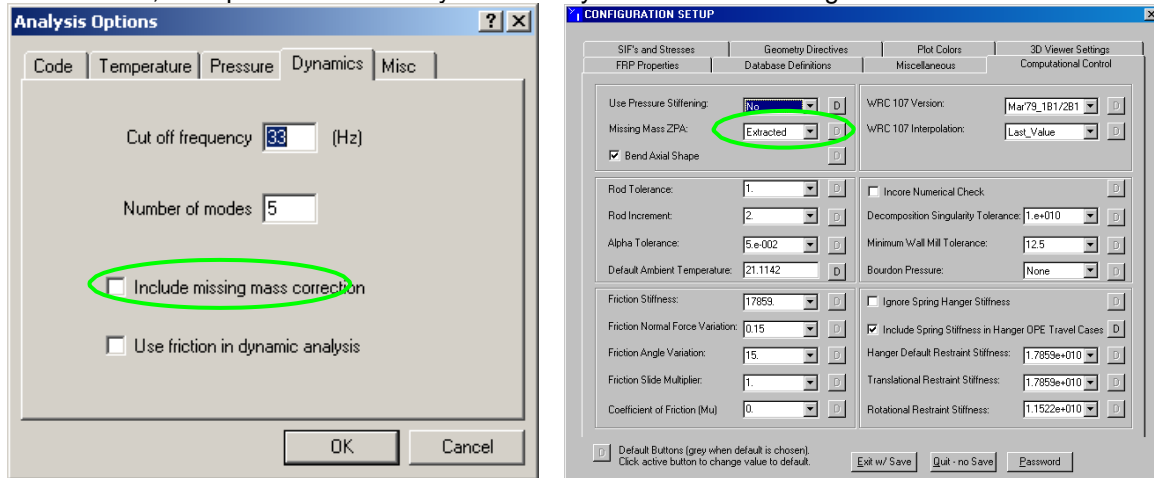 Analysis Options
Code Temperature Pressure Dynamics Misc
Cut off frequency 33 (Hz)
Number of modes 5
Include missing mass correction
Use friction in dynamic analysis
OK Cancel
CONFIGURATION SETUP
SIF's and Stresses Geometry Directives Plot Colors 3D Viewer Settings
FRP Properties Database Definitions Miscellaneous Computational Control
Use Pressure Stiffening: No D WRC 107 Version: Mar'79_1B1/2B1 D
Missing Mass ZPA: Extracted D WRC 107 Interpolation: Last_Value D
Bend Axial Shape D
Rod Tolerance: 1. D Incore Numerical Check D
Rod Increment: 2. D Decomposition Singularity Tolerance: 1.e+010 D
Alpha Tolerance: 5.e-002 D Minimum Wall Mill Tolerance: 12.5 D
Default Ambient Temperature: 21.1142 D Bourdon Pressure: None D
Friction Stiffness: 17859. D Ignore Spring Hanger Stiffness D
Friction Normal Force Variation: 0.15 D Include Spring Stiffness in Hanger OPE Travel Cases D
Friction Angle Variation: 15. D Hanger Default Restraint Stiffness: 1.7859e+010 D
Friction Slide Multiplier: 1. D Translational Restraint Stiffness: 1.7859e+010 D
Coefficient of Friction (Mu) 0. D Rotational Restraint Stiffness: 1.1522e+010 D
D Default Buttons (grey when default is chosen).
Click active button to change value to default. Exit w/ Save Quit - no Save Password